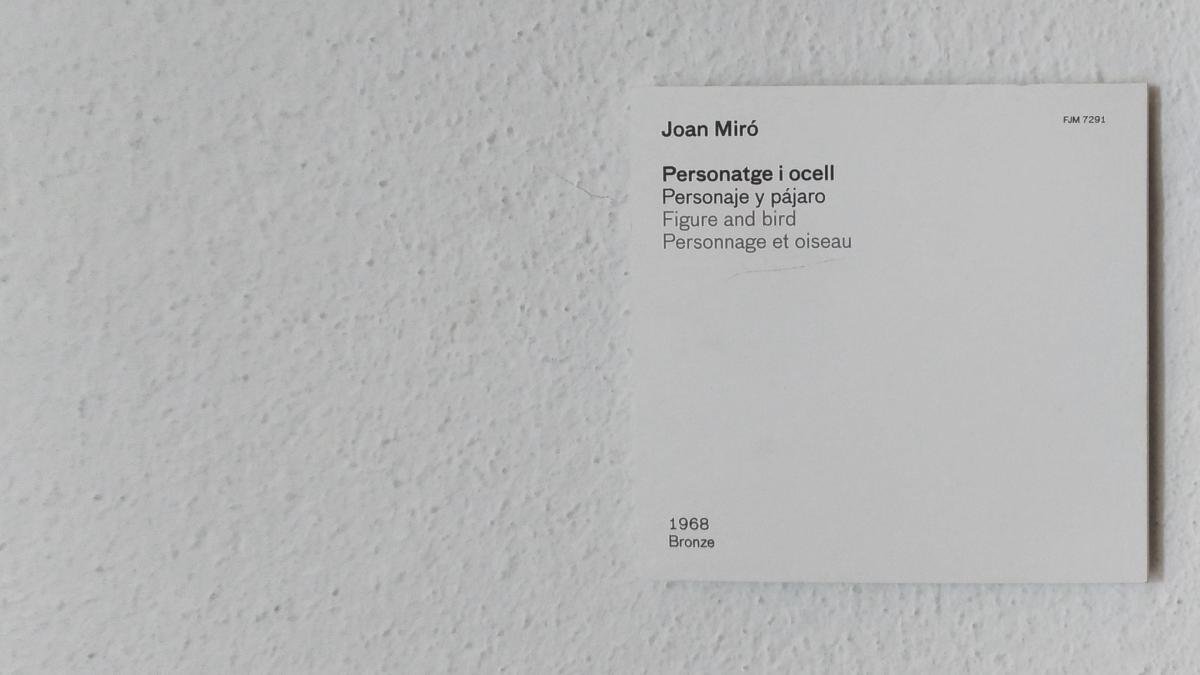 Joan Miró
FJM 7291
Personatge i ocell
Personaje y pájaro
Figure and bird
Personnage et oiseau
1968
Bronze